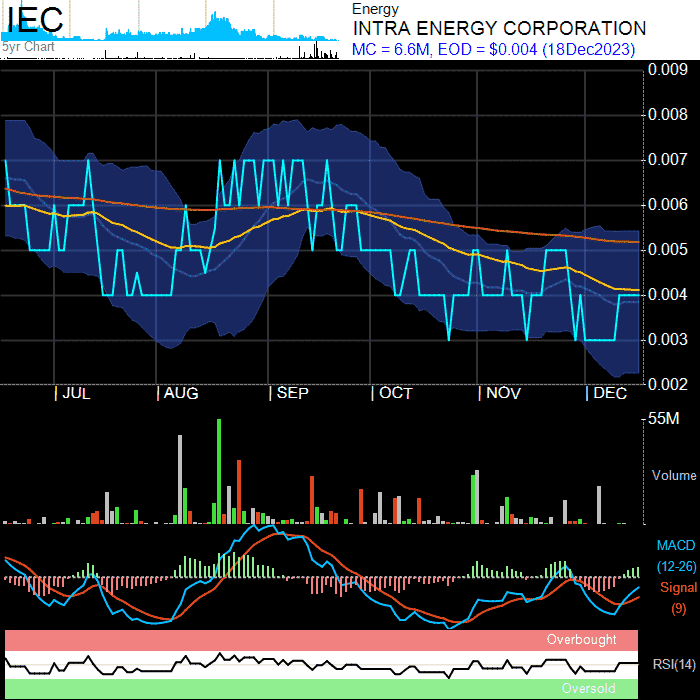 IEC
5yr Chart
Energy
INTRA ENERGY CORPORATION
MC = 6.6M, EOD = $0.004 (18Dec2023)
0.009
0.008
0.007
0.006
0.005
0.004
0.003
0.002
JUL AUG SEP OCT NOV DEC
55M
Volume
MACD
(12-26)
Signal
(9)
Overbought
RSI(14)
Oversold